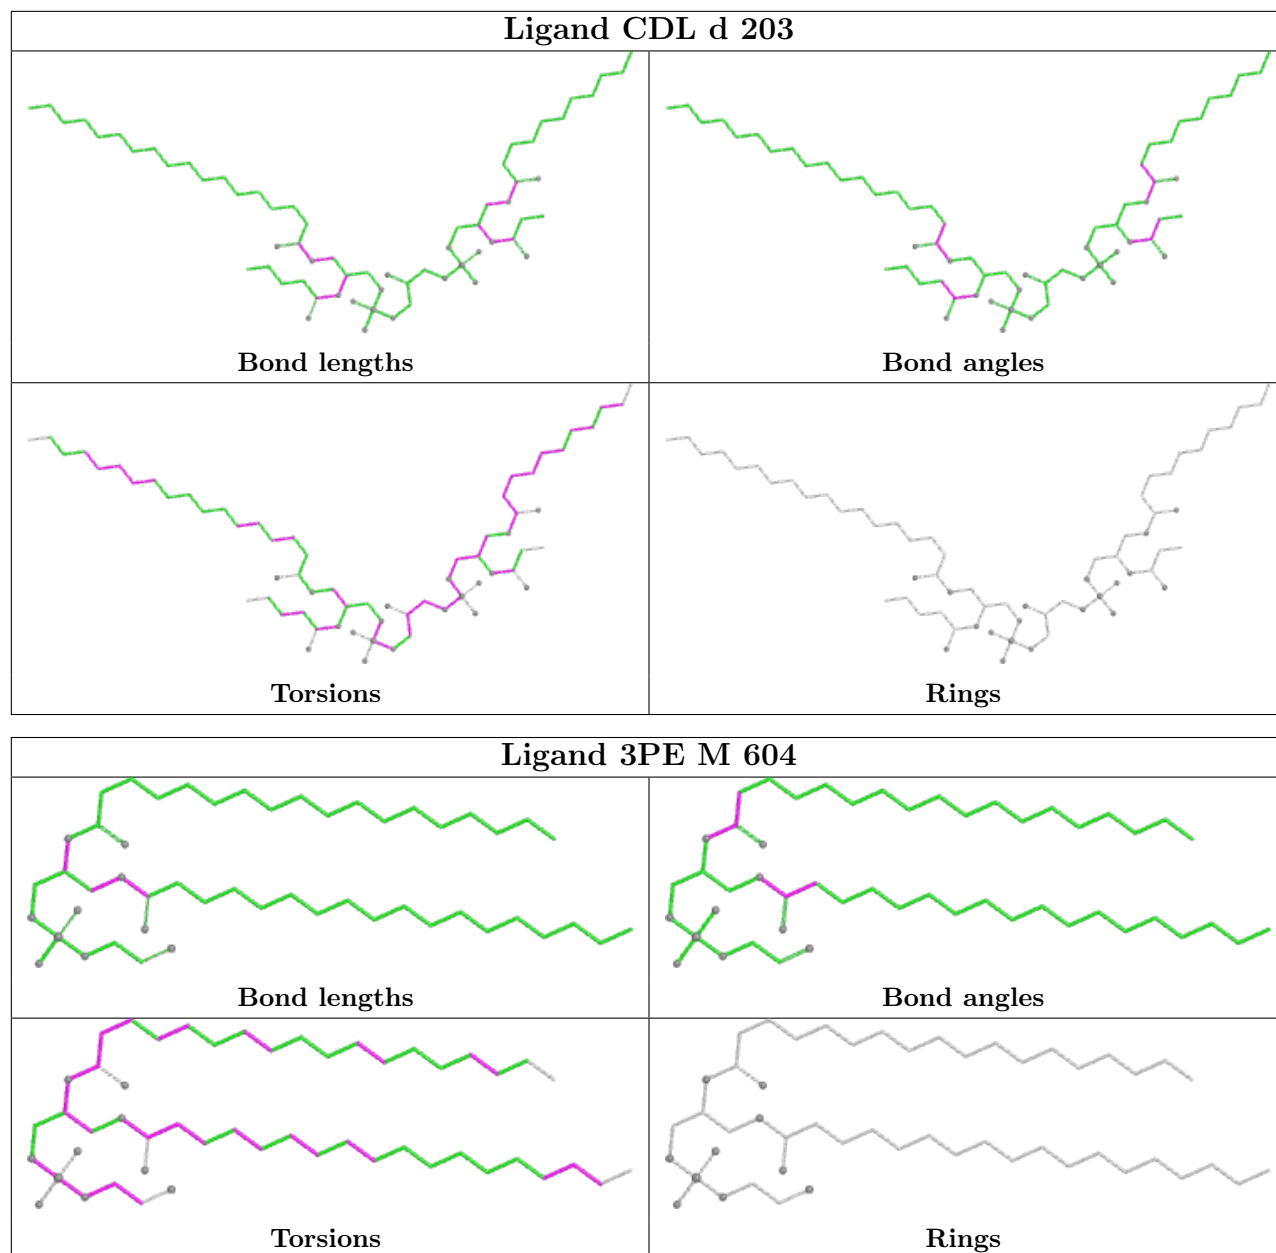 Ligand CDL d 203
Bond lengths
Bond angles
Torsions
Rings
Ligand 3PE M 604
Bond lengths
Bond angles
Torsions
Rings